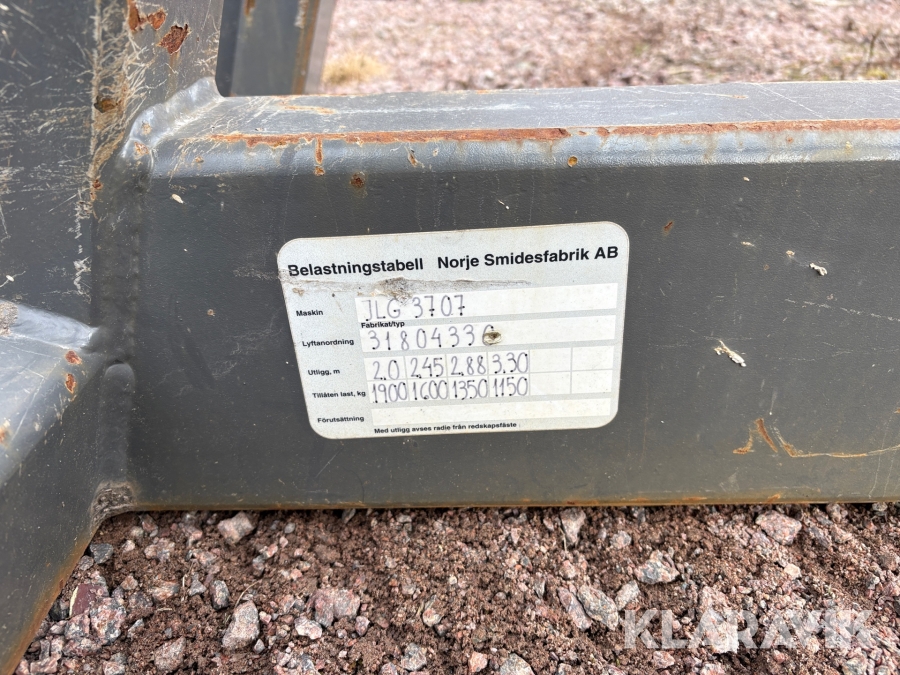 Belastningstabell Norje Smidesfabrik AB
Maskin JLG 3707
Fabrikat/typ
Lyftanordning 31804336
Utligg, m 2.0 2.45 2.88 3.30
Tillåten last, kg 1900 1600 1350 1150
Förutsättning
Med utligg avses radie från redskapsfäste
KLARAVIK